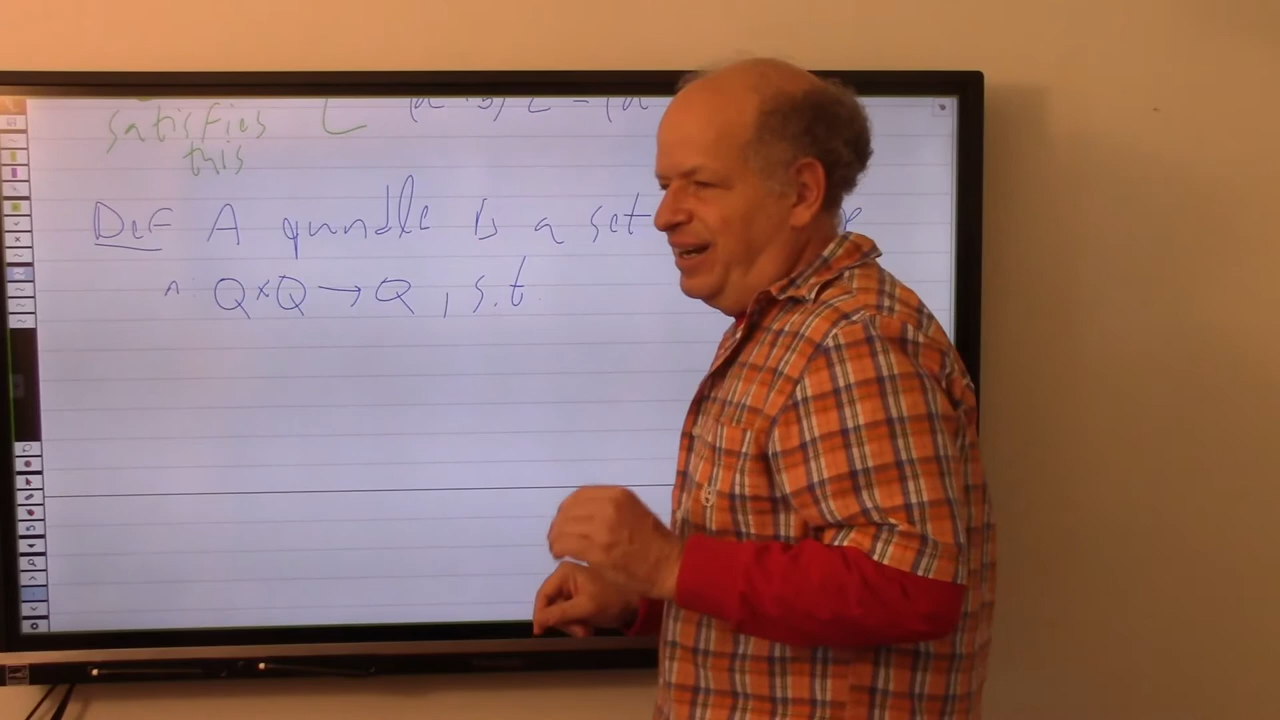 satisfies
this
Def A quandle is a set
^ Q×Q → Q , s.t